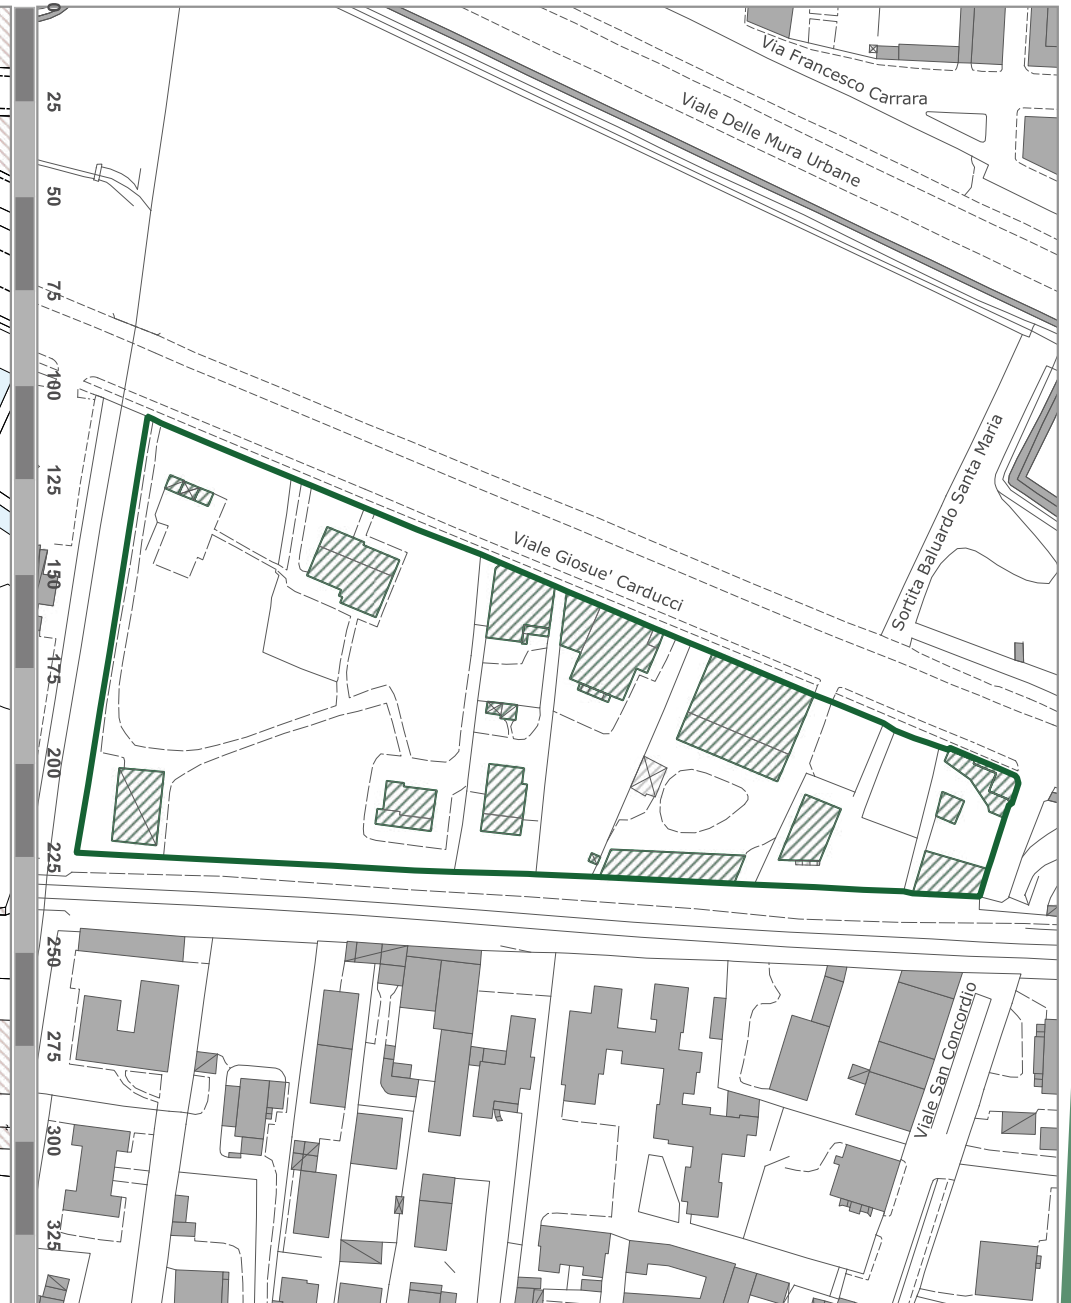 Via Francesco Carrara
Viale Delle Mura Urbane
Sortita Baluardo Santa Maria
Viale Giosue' Carducci
Viale San Concordio
0
25
50
75
100
125
150
175
200
225
250
275
300
325